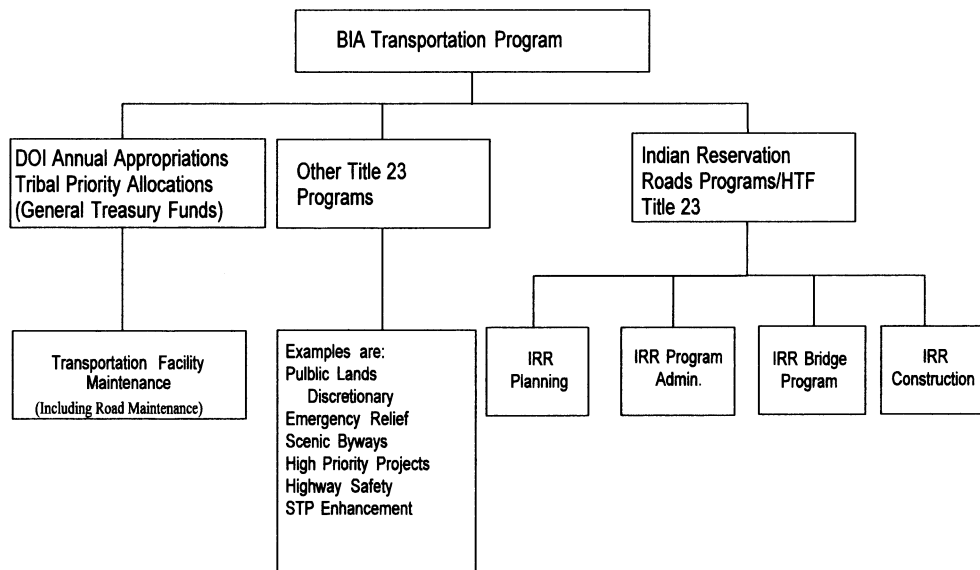 BIA Transportation Program
DOI Annual Appropriations
Tribal Priority Allocations
(General Treasury Funds)
Other Title 23
Programs
Indian Reservation
Roads Programs/HTF
Title 23
Transportation Facility
Maintenance
(Including Road Maintenance)
Examples are:
Pulblic Lands
Discretionary
Emergency Relief
Scenic Byways
High Priority Projects
Highway Safety
STP Enhancement
IRR
Planning
IRR Program
Admin.
IRR Bridge
Program
IRR
Construction